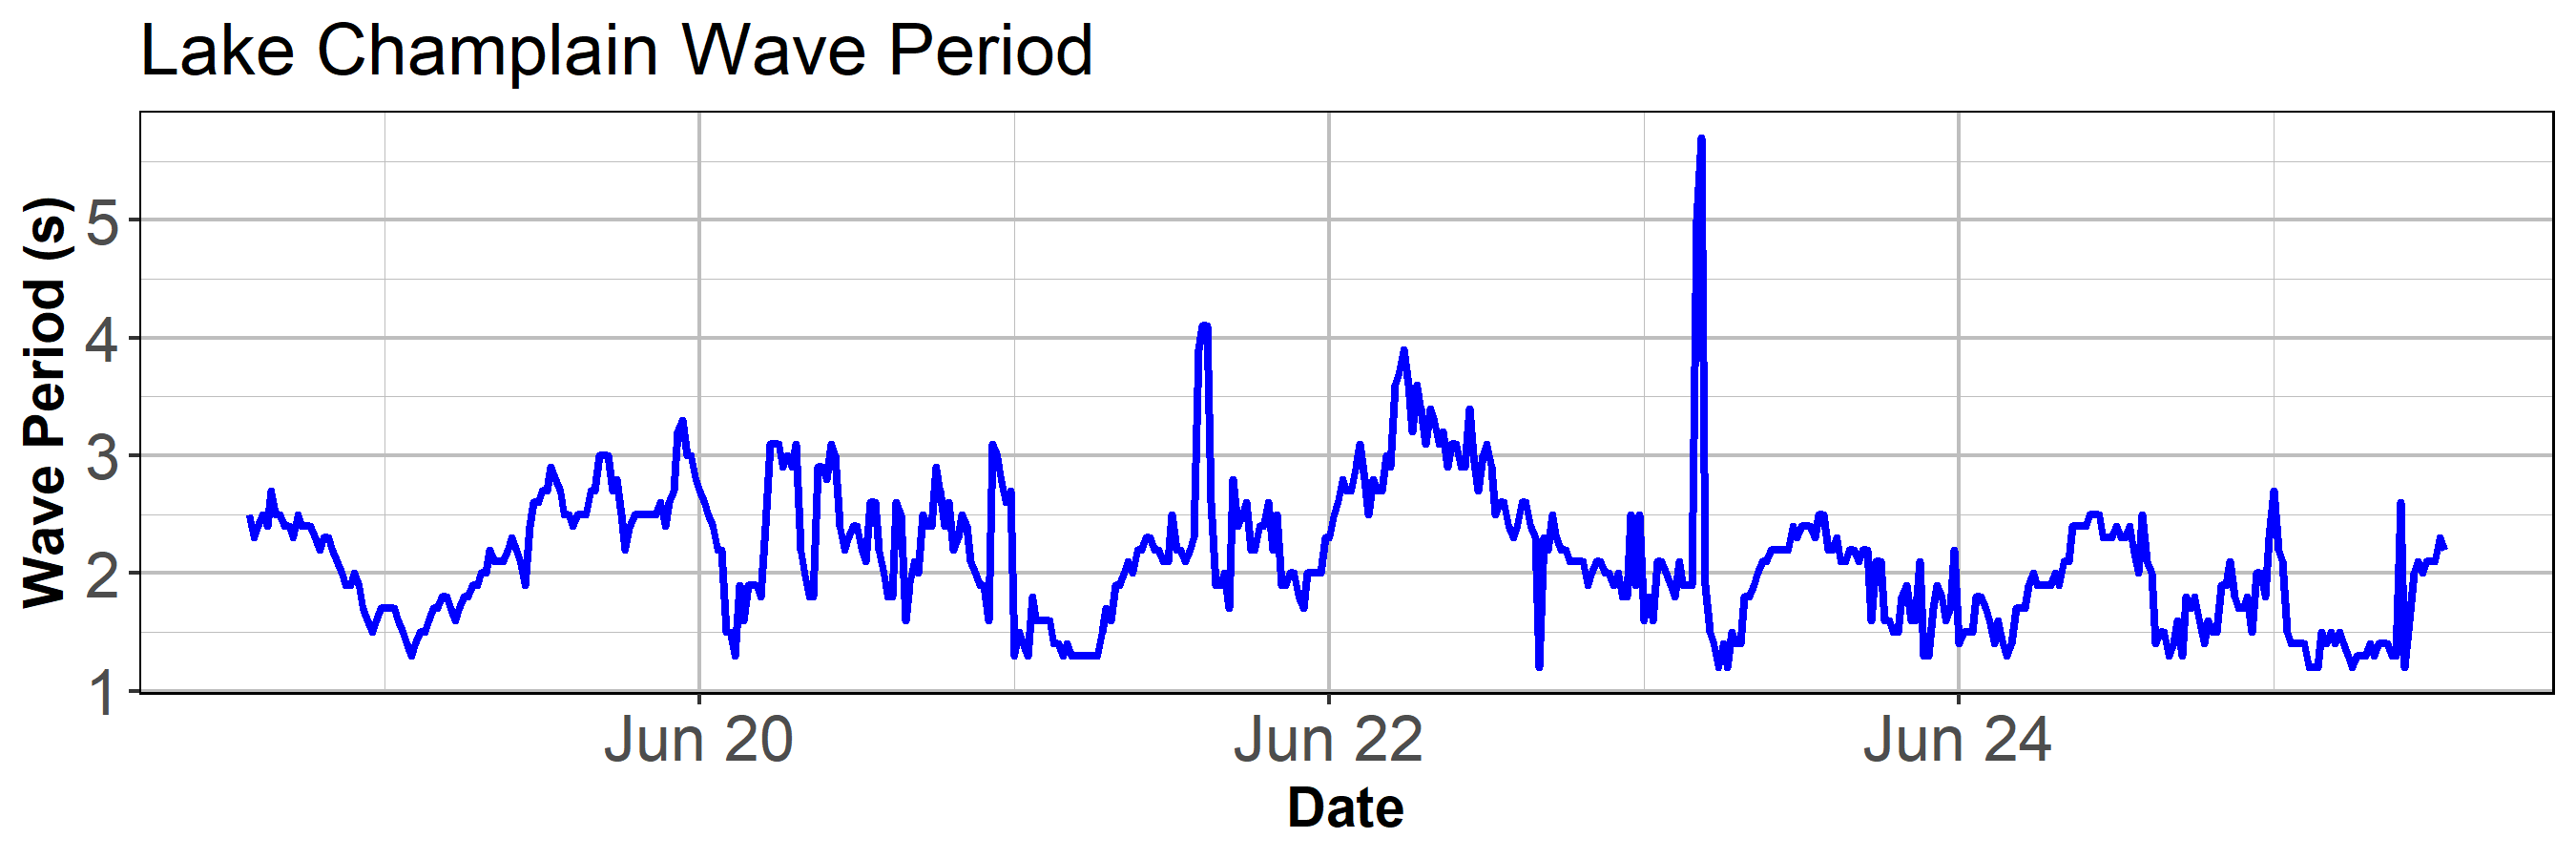 Lake Champlain Wave Period
Wave Period (s)
5
4
3
2
1
Jun 20
Jun 22
Jun 24
Date